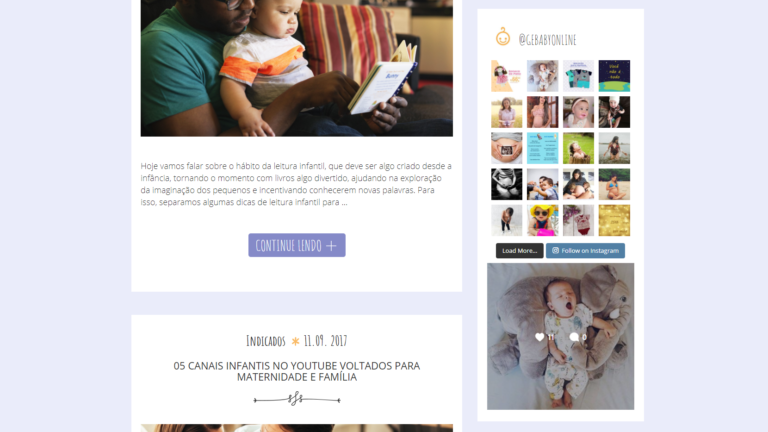 Hoje vamos falar sobre o hábito da leitura infantil, que deve ser algo criado desde a
infância, tornando o momento com livros algo divertido, ajudando na exploração
da imaginação dos pequenos e incentivando conhecerem novas palavras. Para
isso, separamos algumas dicas de leitura infantil para ...
CONTINUE LENDO +
Indicados * 11.09. 2017
05 CANAIS INFANTIS NO YOUTUBE VOLTADOS PARA
MATERNIDADE E FAMÍLIA
@GEBABYONLINE
Load More...
Follow on Instagram
11
0